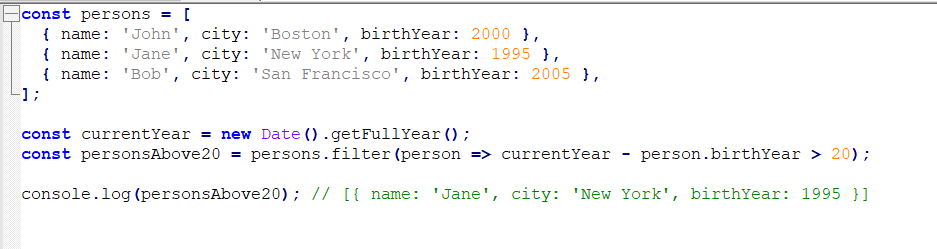 const persons = [
  { name: 'John', city: 'Boston', birthYear: 2000 },
  { name: 'Jane', city: 'New York', birthYear: 1995 },
  { name: 'Bob', city: 'San Francisco', birthYear: 2005 },
];

const currentYear = new Date().getFullYear();
const personsAbove20 = persons.filter(person => currentYear - person.birthYear > 20);

console.log(personsAbove20); // [{ name: 'Jane', city: 'New York', birthYear: 1995 }]